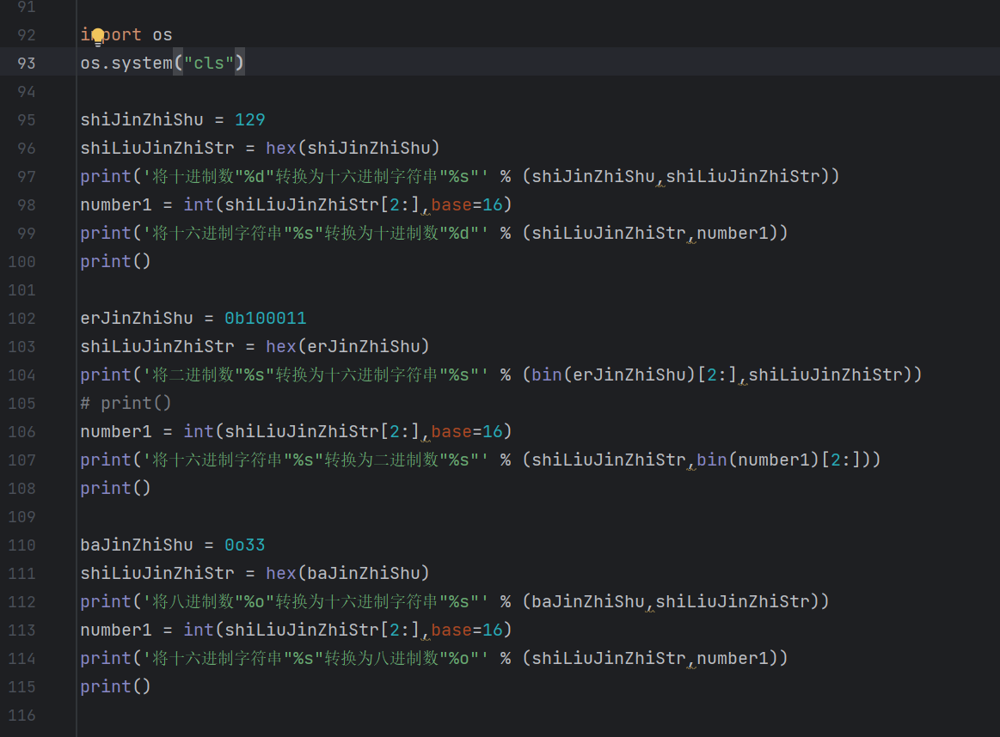 91
92 import os
93 os.system("cls")
94
95 shiJinZhiShu = 129
96 shiLiuJinZhiStr = hex(shiJinZhiShu)
97 print('将十进制数"%d"转换为十六进制字符串"%s"' % (shiJinZhiShu,shiLiuJinZhiStr))
98 number1 = int(shiLiuJinZhiStr[2:],base=16)
99 print('将十六进制字符串"%s"转换为十进制数"%d"' % (shiLiuJinZhiStr,number1))
100 print()
101
102 erJinZhiShu = 0b100011
103 shiLiuJinZhiStr = hex(erJinZhiShu)
104 print('将二进制数"%s"转换为十六进制字符串"%s"' % (bin(erJinZhiShu)[2:],shiLiuJinZhiStr))
105 # print()
106 number1 = int(shiLiuJinZhiStr[2:],base=16)
107 print('将十六进制字符串"%s"转换为二进制数"%s"' % (shiLiuJinZhiStr,bin(number1)[2:]))
108 print()
109
110 baJinZhiShu = 0o33
111 shiLiuJinZhiStr = hex(baJinZhiShu)
112 print('将八进制数"%o"转换为十六进制字符串"%s"' % (baJinZhiShu,shiLiuJinZhiStr))
113 number1 = int(shiLiuJinZhiStr[2:],base=16)
114 print('将十六进制字符串"%s"转换为八进制数"%o"' % (shiLiuJinZhiStr,number1))
115 print()
116